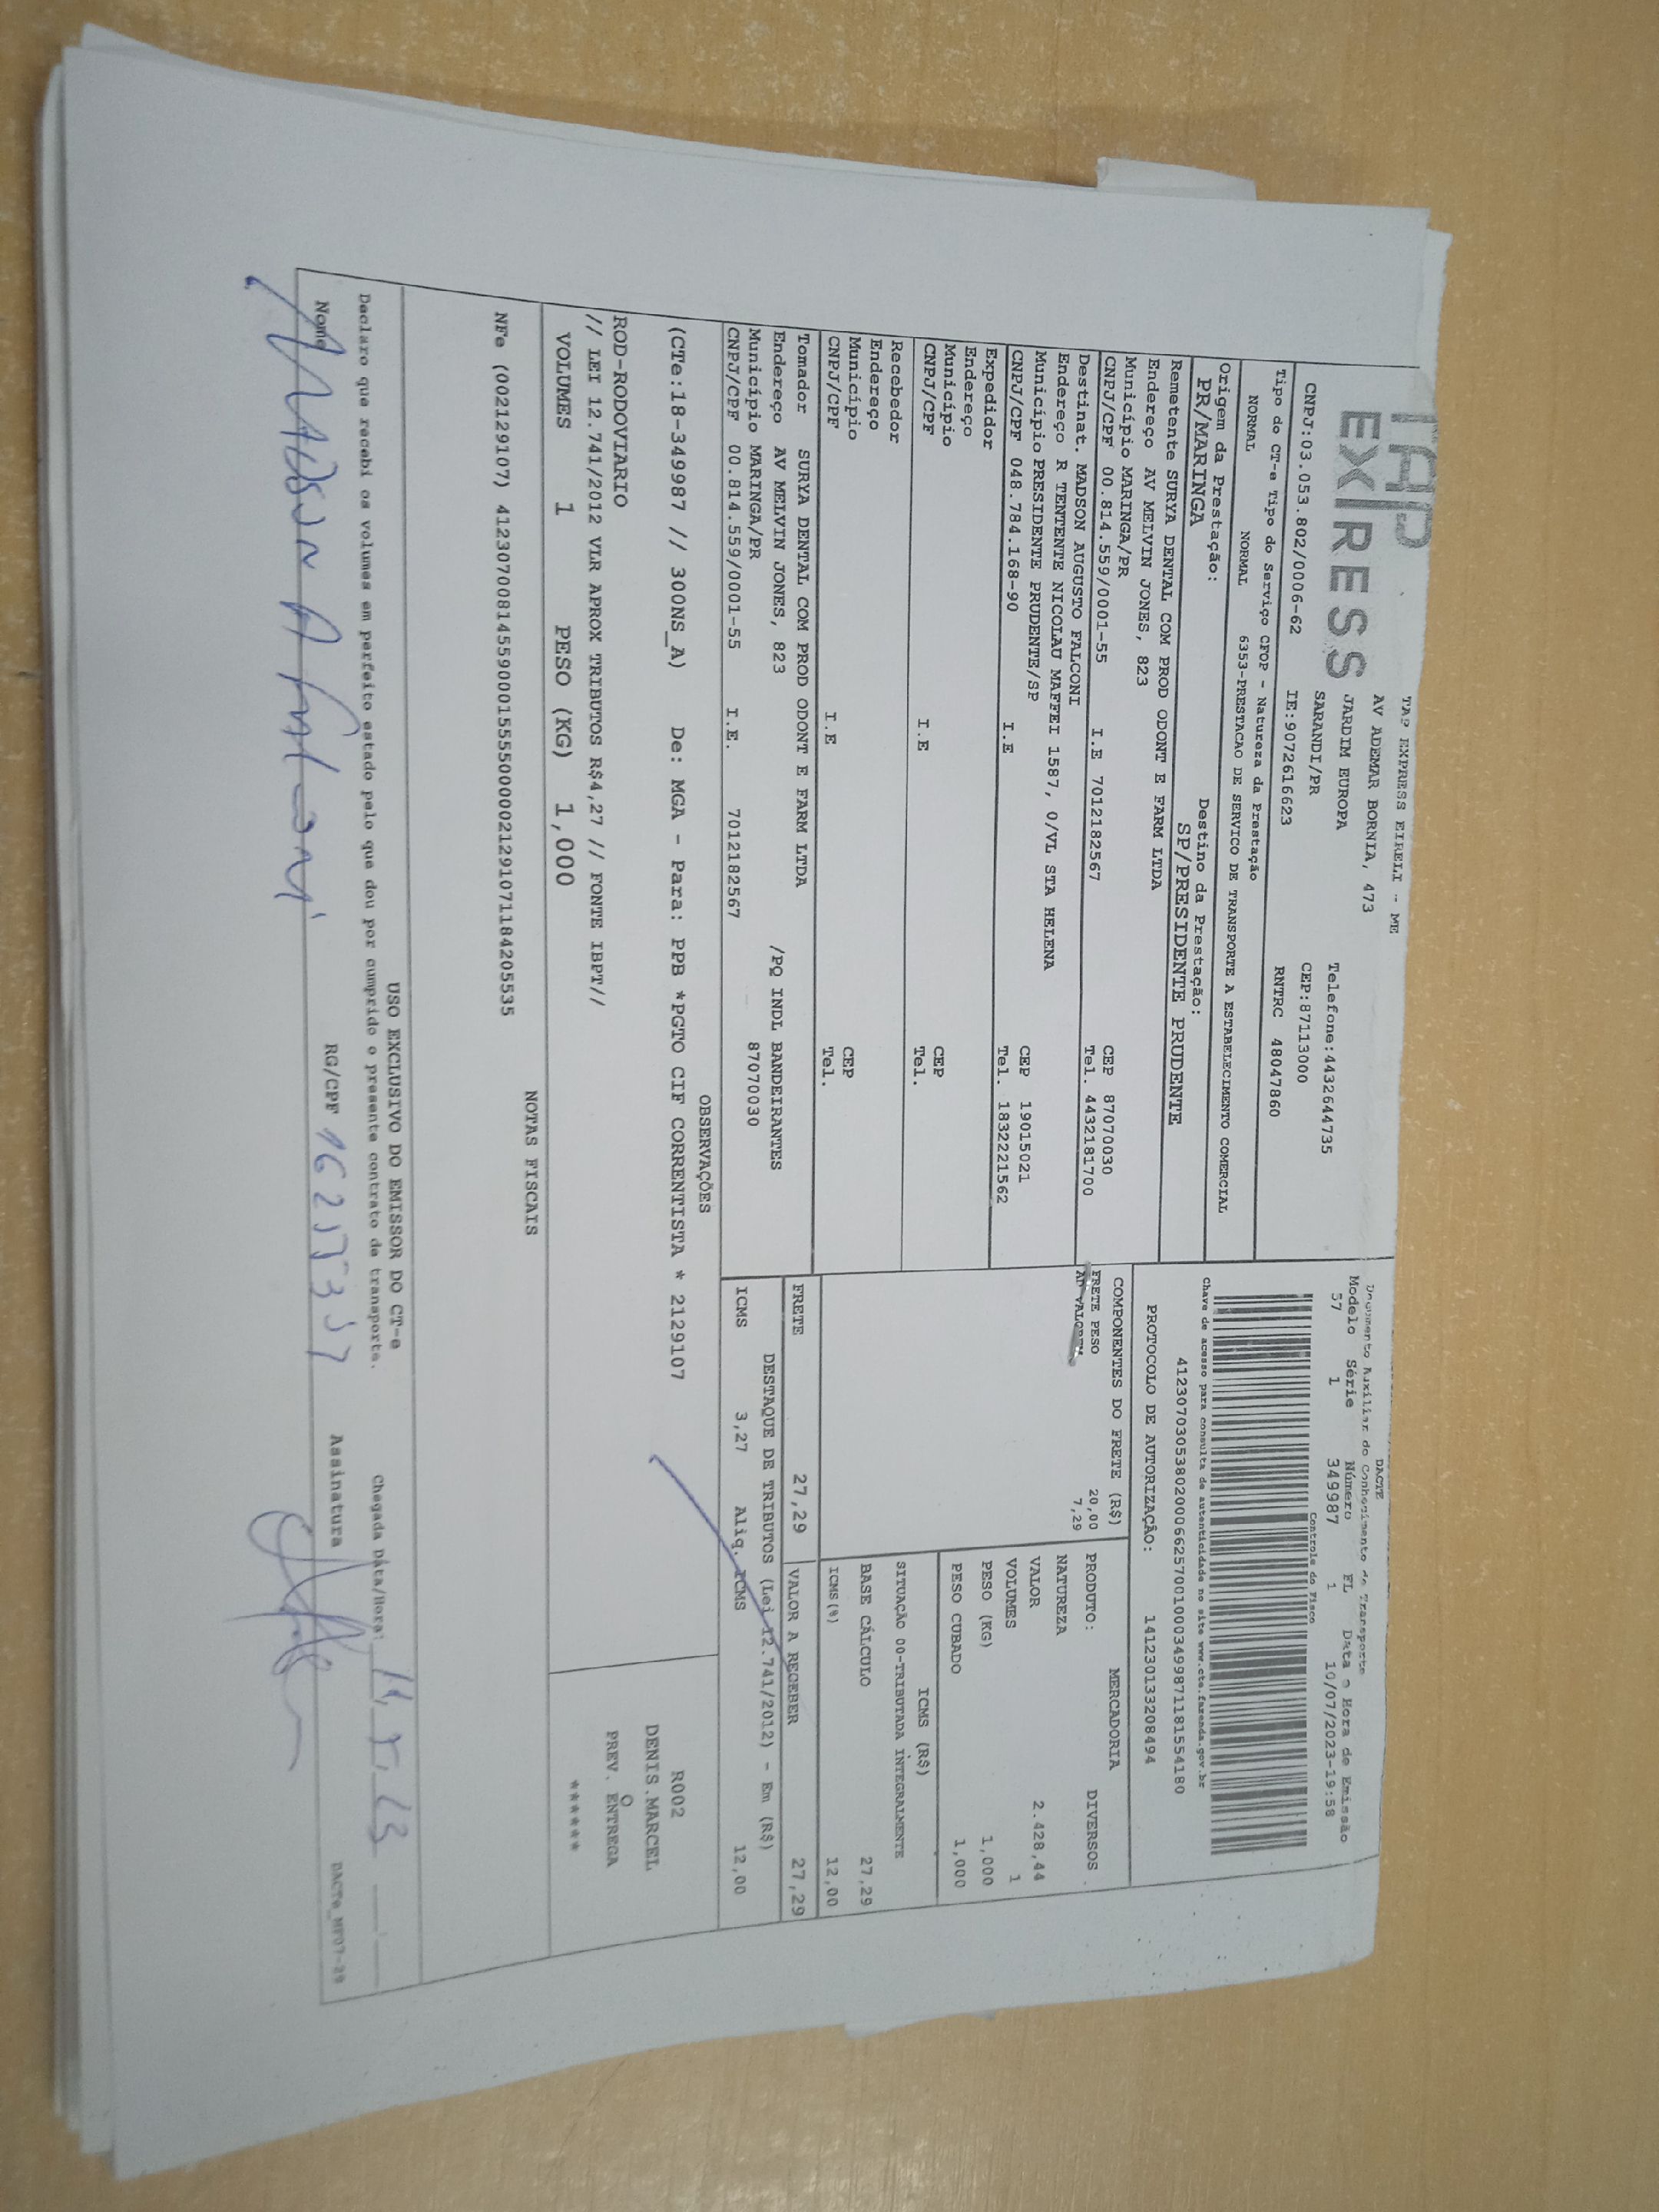 TAP
EXPRESS
TAP EXPRESS EIRELI - ME
AV ADEMAR BORNIA, 473
JARDIM EUROPA
Telefone:4432644735
SARANDI/PR
CEP:87113000
CNPJ:03.053.802/0006-62
IE:9072616623
RNTRC 48047860
Tipo do CT-e Tipo do Serviço CFOP - Natureza da Prestação
NORMAL NORMAL 6353-PRESTACAO DE SERVICO DE TRANSPORTE A ESTABELECIMENTO COMERCIAL
Origem da Prestação: Destino da Prestação:
PR/MARINGA SP/PRESIDENTE PRUDENTE
DACTE
Documento Auxiliar do Conhecimento de Transporte
Modelo Série Número FL Data e Hora de Emissão
57 1 349987 1 10/07/2023-19:58
Controle do Fisco
Chave de acesso para consulta de autenticidade no site www.cte.fazenda.gov.br
41230703053802000662570010003499871181554180
PROTOCOLO DE AUTORIZAÇÃO: 141230133208494
Remetente SURYA DENTAL COM PROD ODONT E FARM LTDA
Endereço AV MELVIN JONES, 823
Município MARINGA/PR CEP 87070030
CNPJ/CPF 00.814.559/0001-55 I.E 7012182567 Tel. 4432181700
Destinat. MADSON AUGUSTO FALCONI
Endereço R TENTENTE NICOLAU MAFFEI 1587, 0/VL STA HELENA
Município PRESIDENTE PRUDENTE/SP CEP 19015021
CNPJ/CPF 048.784.168-90 I.E Tel. 1832221562
Expedidor
Endereço
Município CEP
CNPJ/CPF I.E Tel.
Recebedor
Endereço
Município CEP
CNPJ/CPF I.E Tel.
Tomador SURYA DENTAL COM PROD ODONT E FARM LTDA
Endereço AV MELVIN JONES, 823 /PQ INDL BANDEIRANTES
Município MARINGA/PR 87070030
CNPJ/CPF 00.814.559/0001-55 I.E. 7012182567
COMPONENTES DO FRETE (R$)
FRETE PESO 20,00
AD VALOREM 7,29
MERCADORIA
PRODUTO: DIVERSOS .
NATUREZA
VALOR 2.428,44
VOLUMES 1
PESO (KG) 1,000
PESO CUBADO 1,000
ICMS (R$)
SITUAÇÃO 00-TRIBUTADA INTEGRALMENTE
BASE CÁLCULO 27,29
ICMS(%) 12,00
FRETE 27,29 VALOR A RECEBER 27,29
DESTAQUE DE TRIBUTOS (Lei 12.741/2012) - Em (R$)
ICMS 3,27 Aliq. ICMS 12,00
OBSERVAÇÕES
(CTe:18-349987 // 300NS_A) De: MGA - Para: PPB *PGTO CIF CORRENTISTA * 2129107
ROD-RODOVIARIO
// LEI 12.741/2012 VLR APROX TRIBUTOS R$4,27 // FONTE IBPT//
R002
DENIS.MARCEL
O
PREV. ENTREGA
******
VOLUMES 1 PESO (KG) 1,000
NOTAS FISCAIS
NFe (002129107) 41230700814559000155550000021291071184205535
USO EXCLUSIVO DO EMISSOR DO CT-e
Declaro que recebi os volumes em perfeito estado pelo que dou por cumprido o presente contrato de transporte.
Chegada Data/Hora:
Nome MADSON A Falconi RG/CPF Assinatura
DACTe_MF07-29